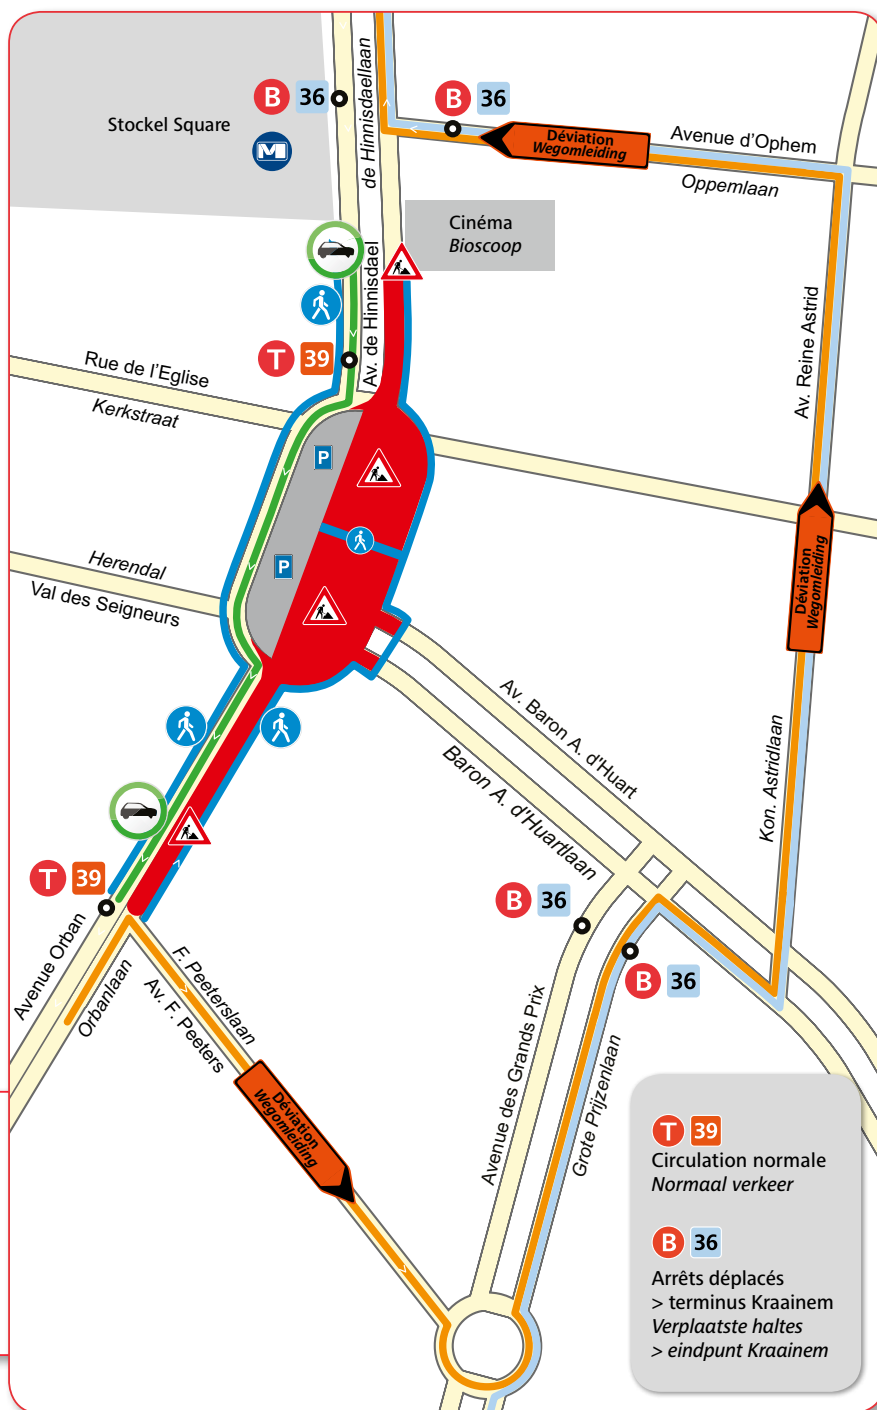 B 36
de Hinnisdaellaan
B 36
Stockel Square
M
Déviation
Wegomleiding
Avenue d'Ophem
Oppemlaan
Cinéma
Bioscoop
Av. de Hinnisdael
T 39
Rue de l'Eglise
Kerkstraat
Av. Reine Astrid
P
P
Herendal
Val des Seigneurs
Déviation
Wegomleiding
Av. Baron A. d'Huart
Baron A. d'Huartlaan
Kon. Astridlaan
T 39
B 36
B 36
Avenue Orban
Orbanlaan
F. Peeterslaan
Av. F. Peeters
Déviation
Wegomleiding
Avenue des Grands Prix
Grote Prijzenlaan
T 39
Circulation normale
Normaal verkeer
B 36
Arrêts déplacés
> terminus Kraainem
Verplaatste haltes
> eindpunt Kraainem